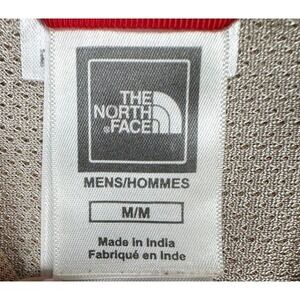 THE
NORTH
®FACE
MENS/HOMMES
M/M
Made in India
Fabriqué en Inde